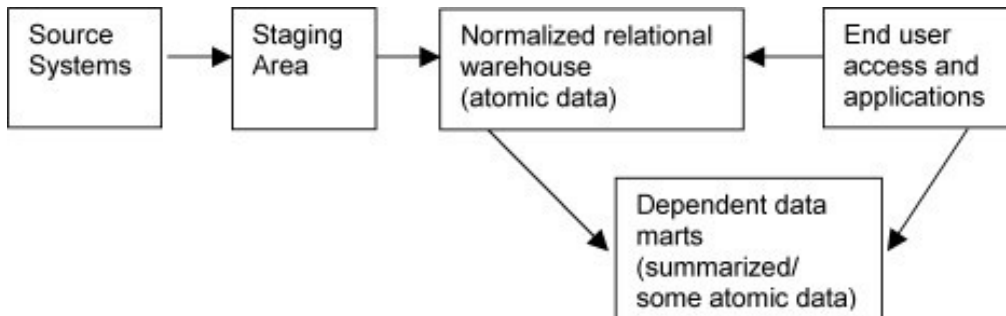 Source
Systems
Staging
Area
Normalized relational
warehouse
(atomic data)
End user
access and
applications
Dependent data
marts
(summarized/
some atomic data)